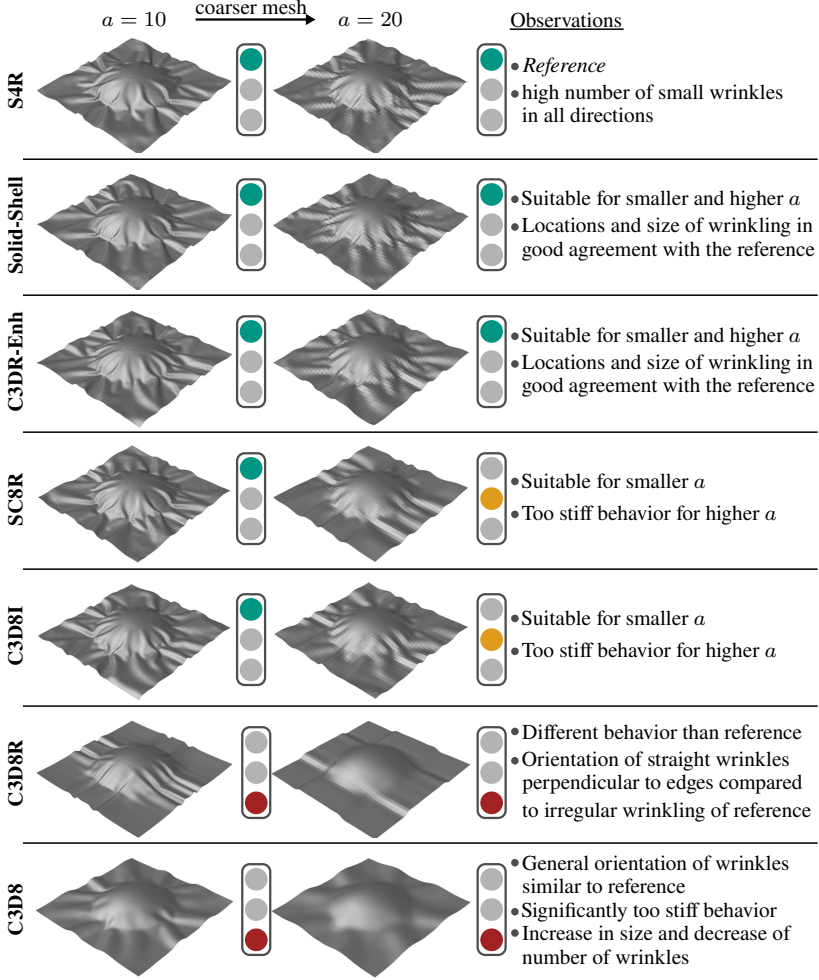 a = 10
coarser mesh
a = 20
Observations
S4R
• Reference
• high number of small wrinkles
in all directions
Solid-Shell
• Suitable for smaller and higher a
• Locations and size of wrinkling in
good agreement with the reference
C3DR-Enh
• Suitable for smaller and higher a
• Locations and size of wrinkling in
good agreement with the reference
SC8R
• Suitable for smaller a
• Too stiff behavior for higher a
C3D8I
• Suitable for smaller a
• Too stiff behavior for higher a
C3D8R
• Different behavior than reference
• Orientation of straight wrinkles
perpendicular to edges compared
to irregular wrinkling of reference
C3D8
• General orientation of wrinkles
similar to reference
• Significantly too stiff behavior
• Increase in size and decrease of
number of wrinkles